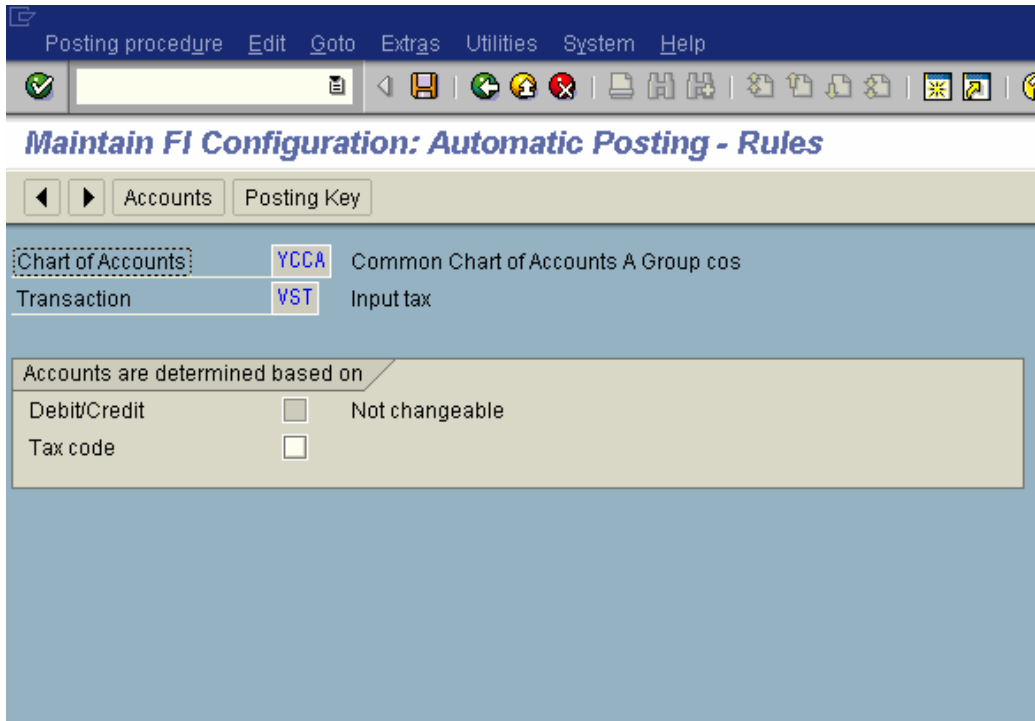 Posting procedure Edit Goto Extras Utilities System Help
Maintain FI Configuration: Automatic Posting - Rules
Accounts Posting Key
Chart of Accounts YCCA Common Chart of Accounts A Group cos
Transaction VST Input tax
Accounts are determined based on
Debit/Credit Not changeable
Tax code